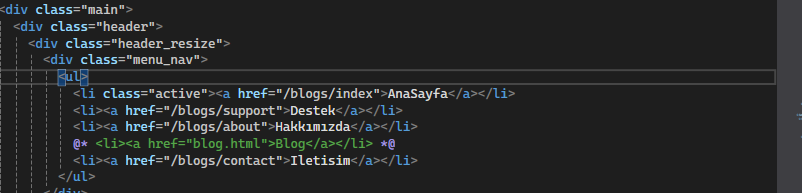 <div class="main">
<div class="header">
<div class="header_resize">
<div class="menu_nav">
<ul>
<li class="active"><a href="/blogs/index">AnaSayfa</a></li>
<li><a href="/blogs/support">Destek</a></li>
<li><a href="/blogs/about">Hakkımızda</a></li>
@* <li><a href="blog.html">Blog</a></li> *@
<li><a href="/blogs/contact">Iletisim</a></li>
</ul>
</div>